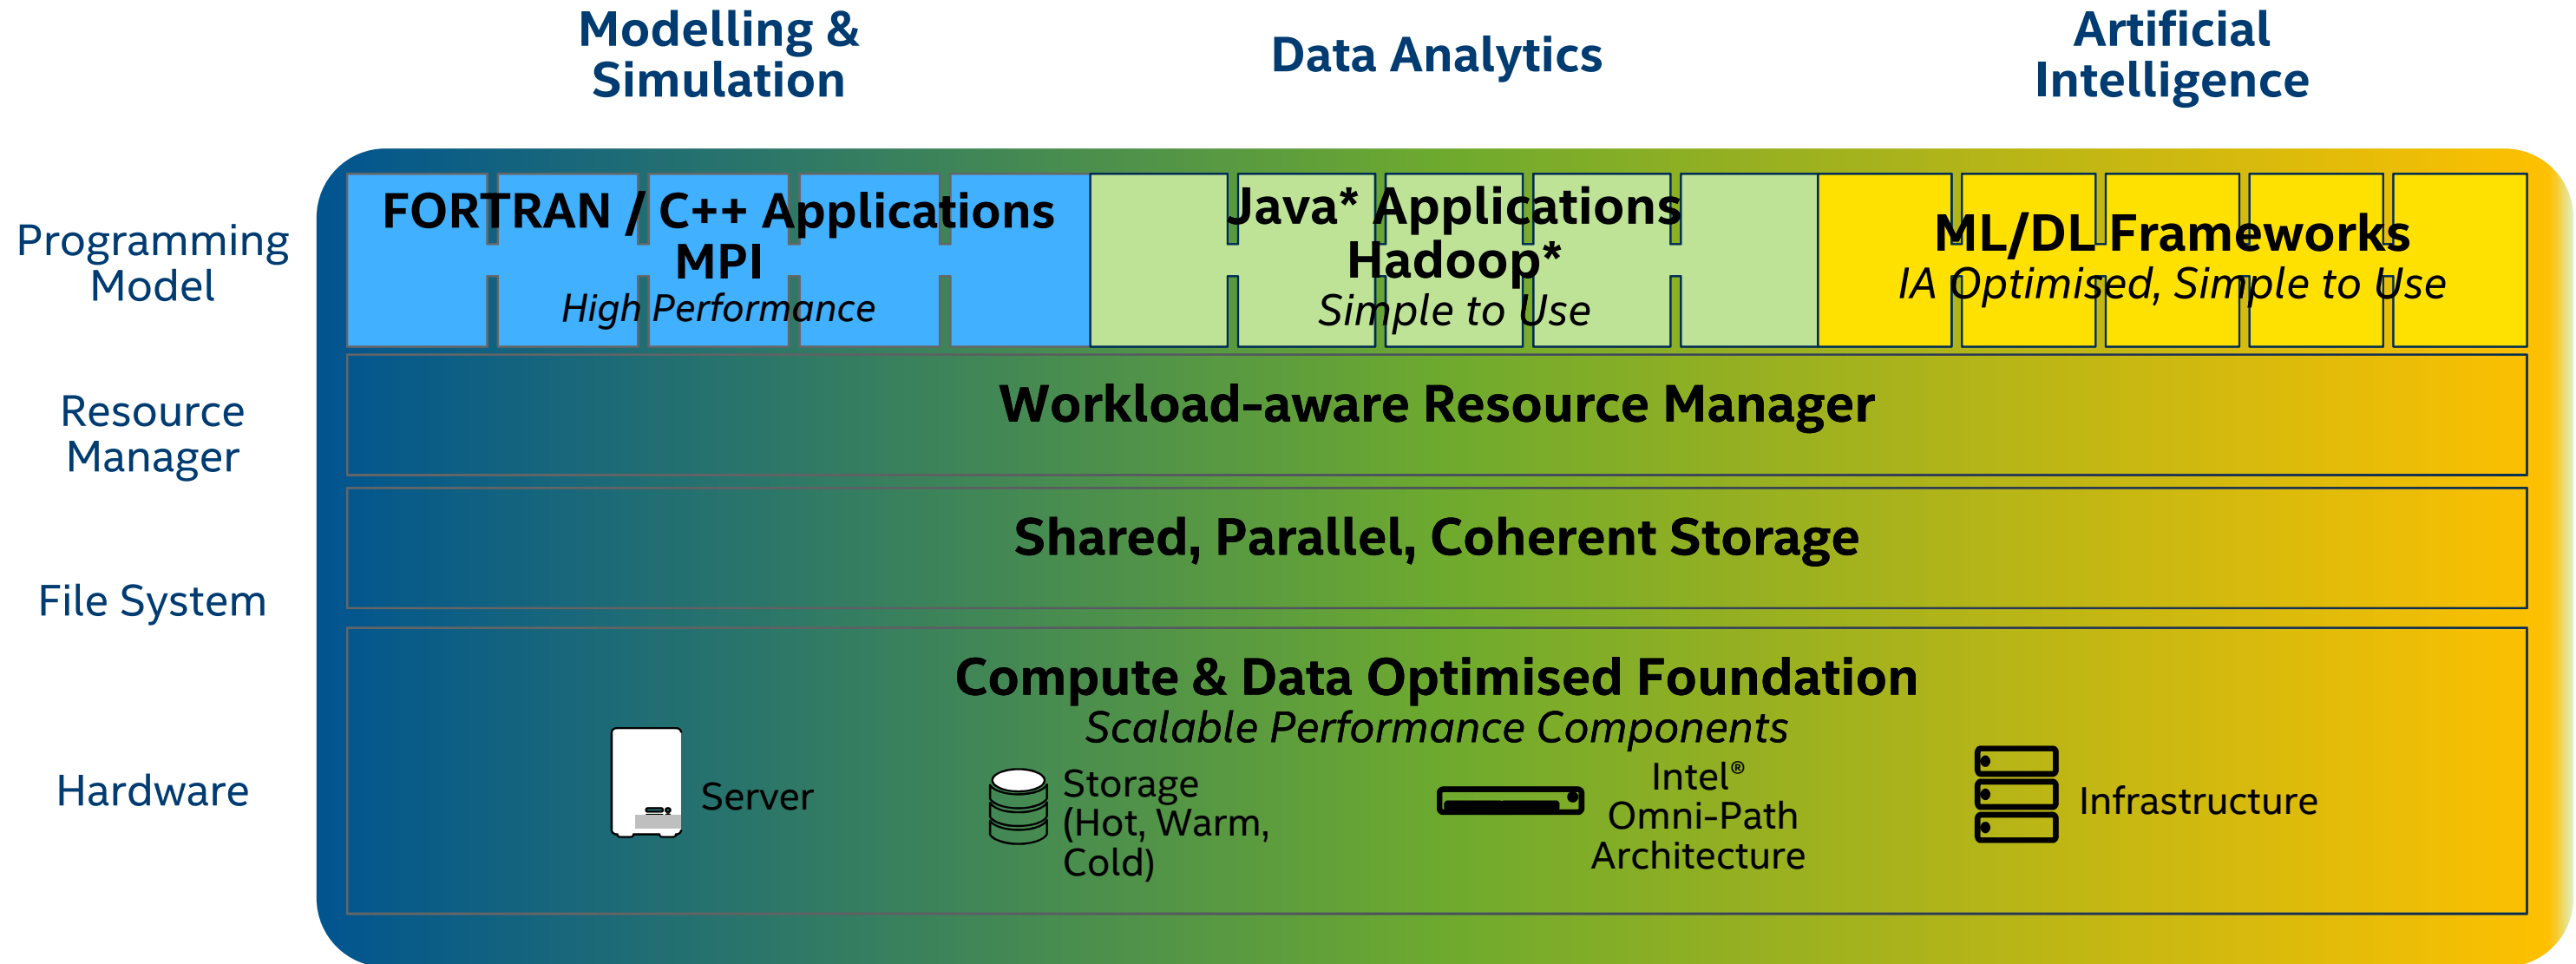 Modelling &
Simulation
Data Analytics
Artificial
Intelligence
Programming
Model
FORTRAN / C++ Applications
MPI
High Performance
Java* Applications
Hadoop*
Simple to Use
ML/DL Frameworks
IA Optimised, Simple to Use
Resource
Manager
Workload-aware Resource Manager
File System
Shared, Parallel, Coherent Storage
Hardware
Compute & Data Optimised Foundation
Scalable Performance Components
Server
Storage
(Hot, Warm,
Cold)
Intel®
Omni-Path
Architecture
Infrastructure